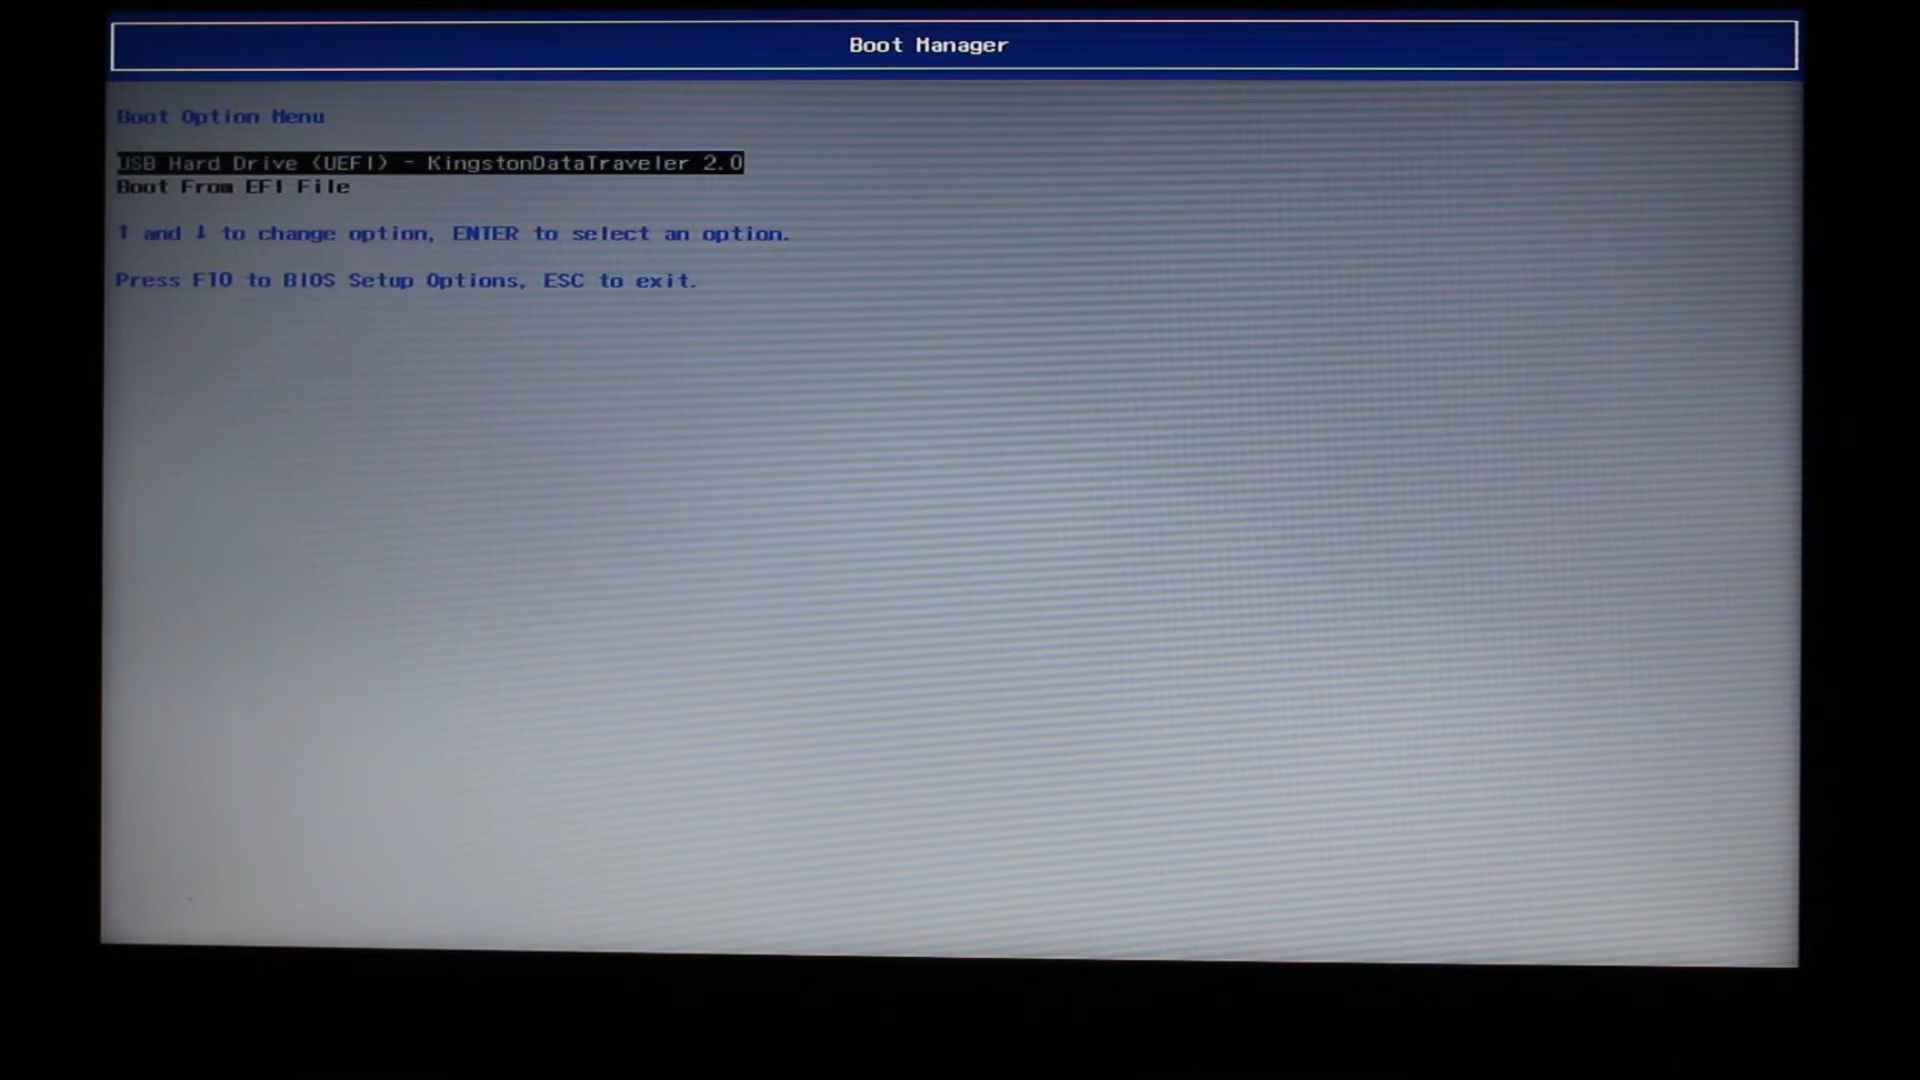 Boot Manager
Boot Option Menu
USB Hard Drive (UEFI) - KingstonDataTraveler 2.0
Boot From EFI File
↑ and ↓ to change option, ENTER to select an option.
Press F10 to BIOS Setup Options, ESC to exit.